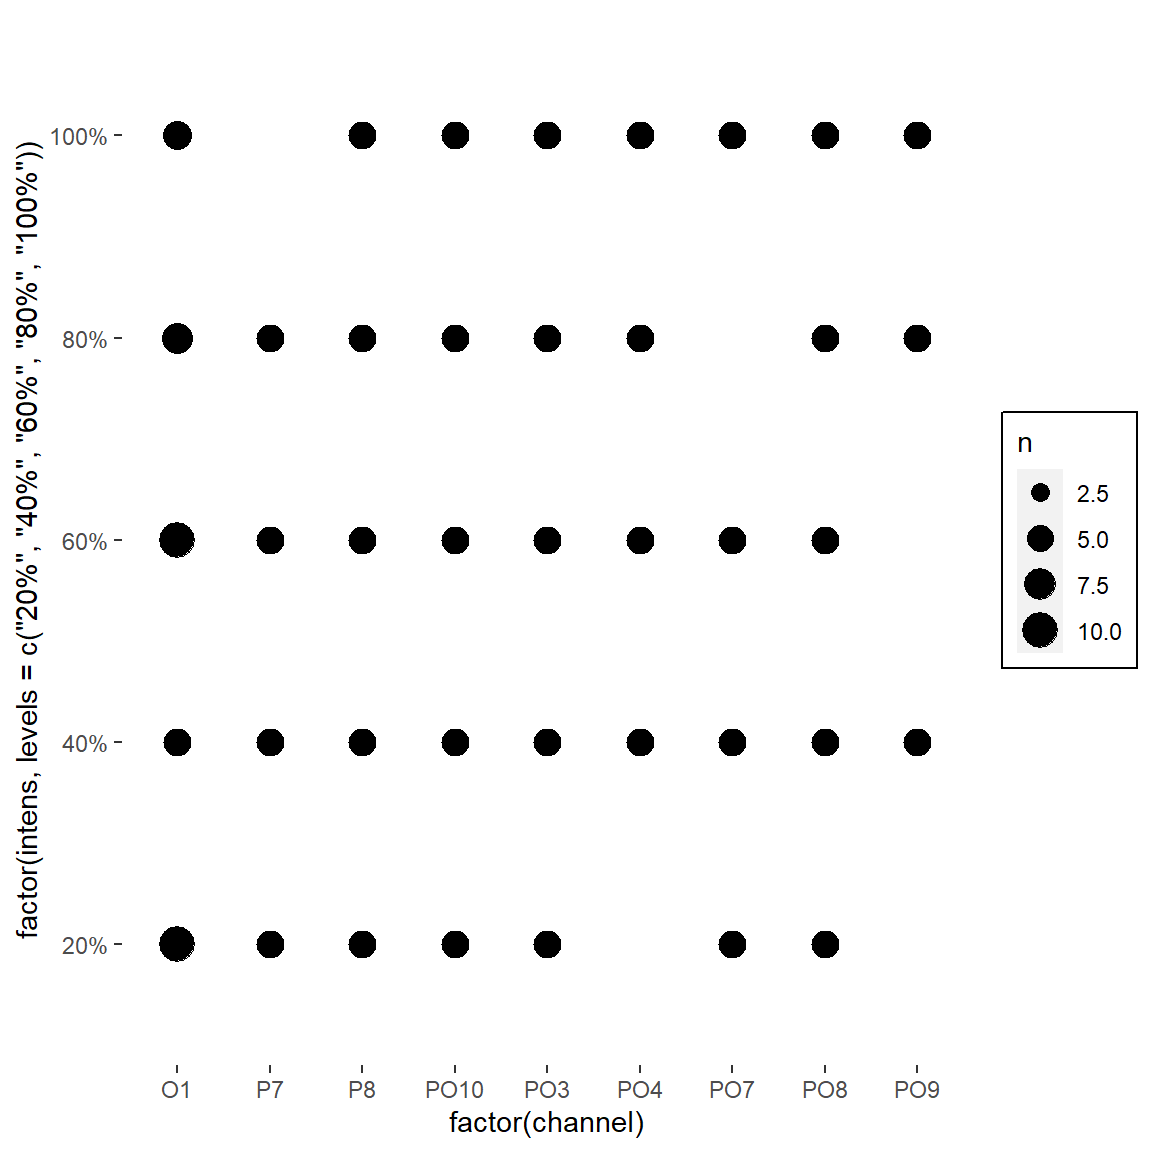 factor(intens, levels = c("20%", "40%", "60%", "80%", "100%"))
100%
80%
60%
40%
20%
O1 P7 P8 PO10 PO3 PO4 PO7 PO8 PO9
factor(channel)
n
2.5
5.0
7.5
10.0